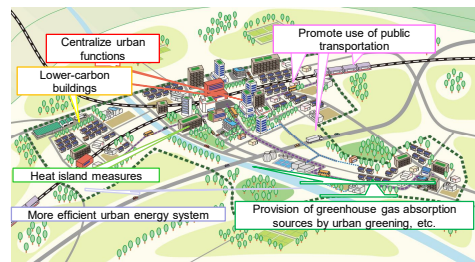 Centralize urban
functions
Promote use of public
transportation
Lower-carbon
buildings
Heat island measures
More efficient urban energy system
Provision of greenhouse gas absorption
sources by urban greening, etc.